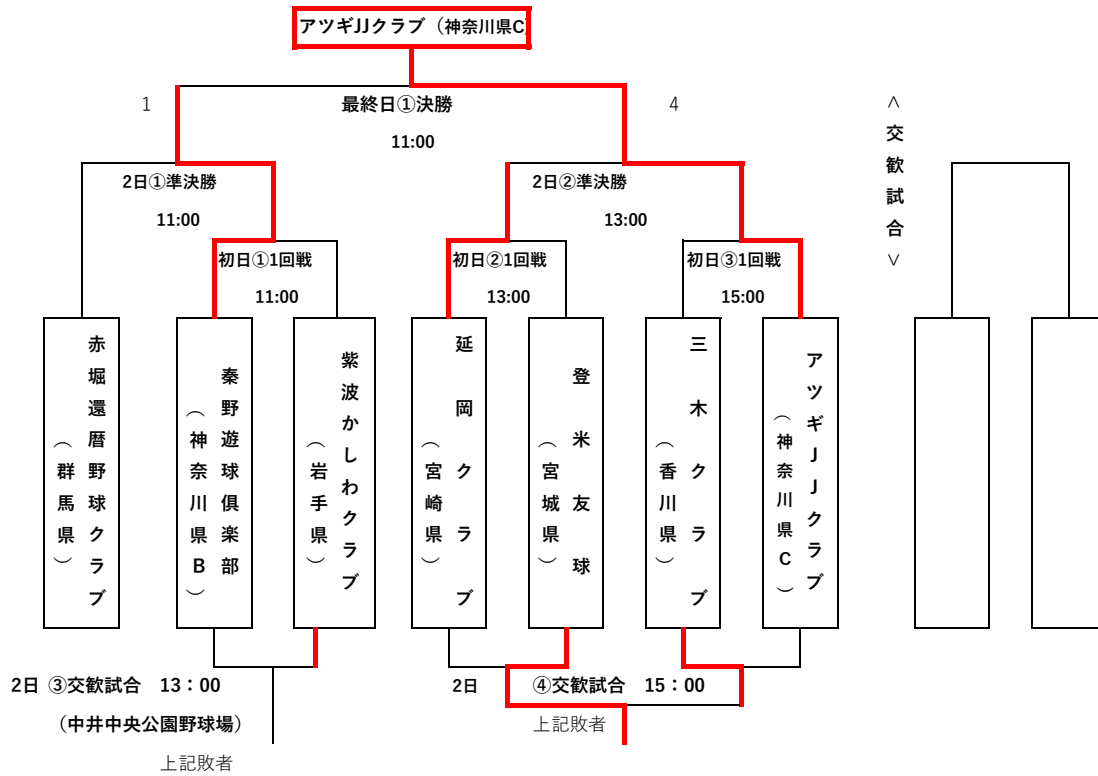 アツギJJクラブ（神奈川県C）
1
最終日①決勝
4
11:00
2日①準決勝
2日②準決勝
11:00
13:00
初日①1回戦
初日②1回戦
初日③1回戦
11:00
13:00
15:00
＜交歓試合＞
赤堀還暦野球クラブ
（群馬県）
秦野遊球倶楽部
（神奈川県B）
紫波かしわクラブ
（岩手県）
延岡クラブ
（宮崎県）
登米友球
（宮城県）
三木クラブ
（香川県）
アツギJJクラブ
（神奈川県C）
2日 ③交歓試合 13：00
2日 ④交歓試合 15：00
（中井中央公園野球場）
上記敗者
上記敗者